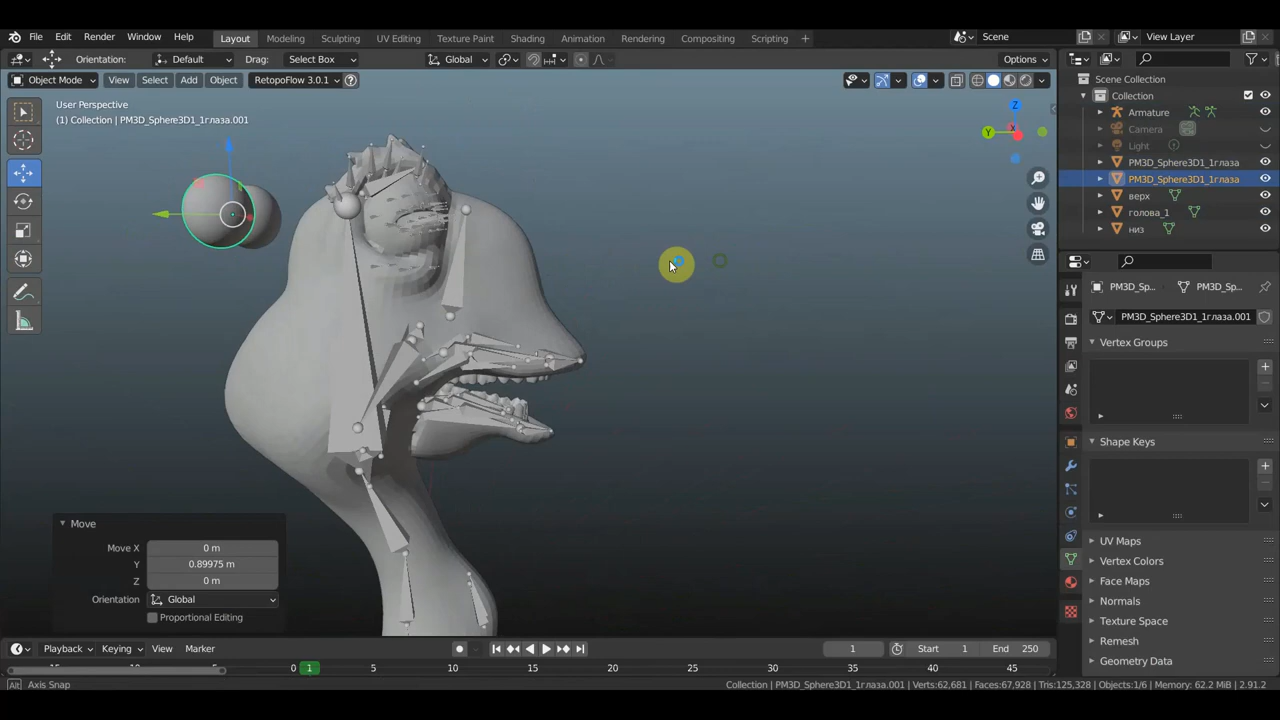 File Edit Render Window Help Layout Modeling Sculpting UV Editing Texture Paint Shading Animation Rendering Compositing Scripting + Scene View Layer
Orientation: Default Drag: Select Box Global Options
Object Mode View Select Add Object RetopoFlow 3.0.1
User Perspective
(1) Collection | PM3D_Sphere3D1_1глаза.001
Z
Y
X
Scene Collection
Collection
Armature
Camera
Light
PM3D_Sphere3D1_1глаза
PM3D_Sphere3D1_1глаза
верх
голова_1
низ
PM3D_Sp... PM3D_Sp...
PM3D_Sphere3D1_1глаза.001
Vertex Groups
Shape Keys
UV Maps
Vertex Colors
Face Maps
Normals
Texture Space
Remesh
Geometry Data
Move
Move X 0 m
Y 0.89975 m
Z 0 m
Orientation Global
Proportional Editing
Playback Keying View Marker 1 Start 1 End 250
0 1 5 10 15 20 25 30 35 40 45
Alt Axis Snap Collection | PM3D_Sphere3D1_1глаза.001 | Verts:62,681 | Faces:67,928 | Tris:125,328 | Objects:1/6 | Memory: 62.2 MiB | 2.91.2